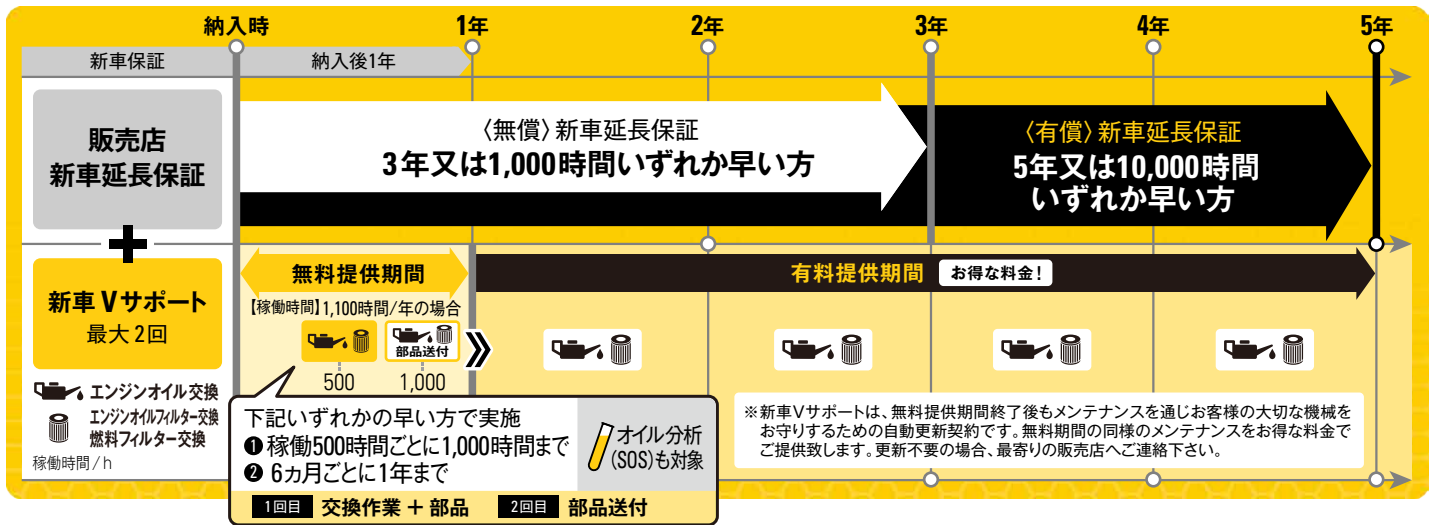 納入時
1年
2年
3年
4年
5年
新車保証
納入後1年
販売店
新車延長保証
〈無償〉新車延長保証
3年又は1,000時間いずれか早い方
〈有償〉新車延長保証
5年又は10,000時間
いずれか早い方
新車Vサポート
最大2回
無料提供期間
有料提供期間 お得な料金!
【稼働時間】1,100時間/年の場合
部品送付
500
1,000
エンジンオイル交換
エンジンオイルフィルター交換
燃料フィルター交換
稼働時間/h
下記いずれかの早い方で実施
❶ 稼働500時間ごとに1,000時間まで
❷ 6ヵ月ごとに1年まで
オイル分析
(SOS)も対象
1回目 交換作業 + 部品 2回目 部品送付
※新車Vサポートは、無料提供期間終了後もメンテナンスを通じお客様の大切な機械を
お守りするための自動更新契約です。無料期間の同様のメンテナンスをお得な料金で
ご提供致します。更新不要の場合、最寄りの販売店へご連絡下さい。